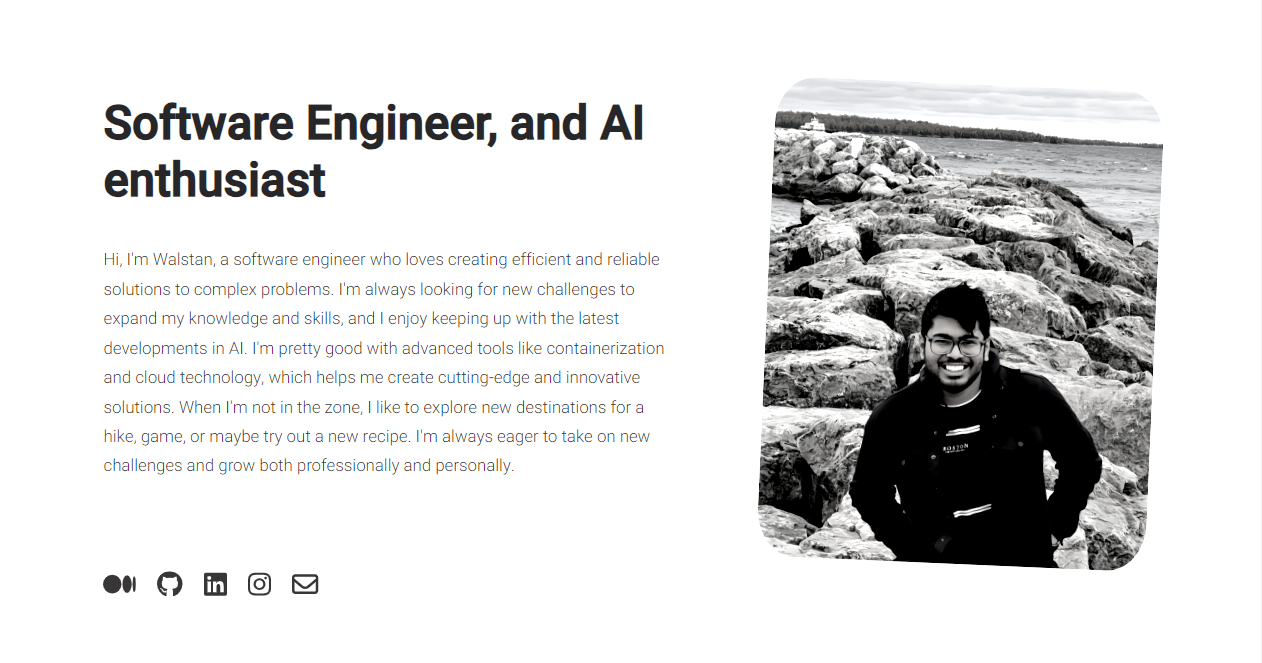 Software Engineer, and AI
enthusiast
Hi, I'm Walstan, a software engineer who loves creating efficient and reliable
solutions to complex problems. I'm always looking for new challenges to
expand my knowledge and skills, and I enjoy keeping up with the latest
developments in AI. I'm pretty good with advanced tools like containerization
and cloud technology, which helps me create cutting-edge and innovative
solutions. When I'm not in the zone, I like to explore new destinations for a
hike, game, or maybe try out a new recipe. I'm always eager to take on new
challenges and grow both professionally and personally.
BOSTON
in